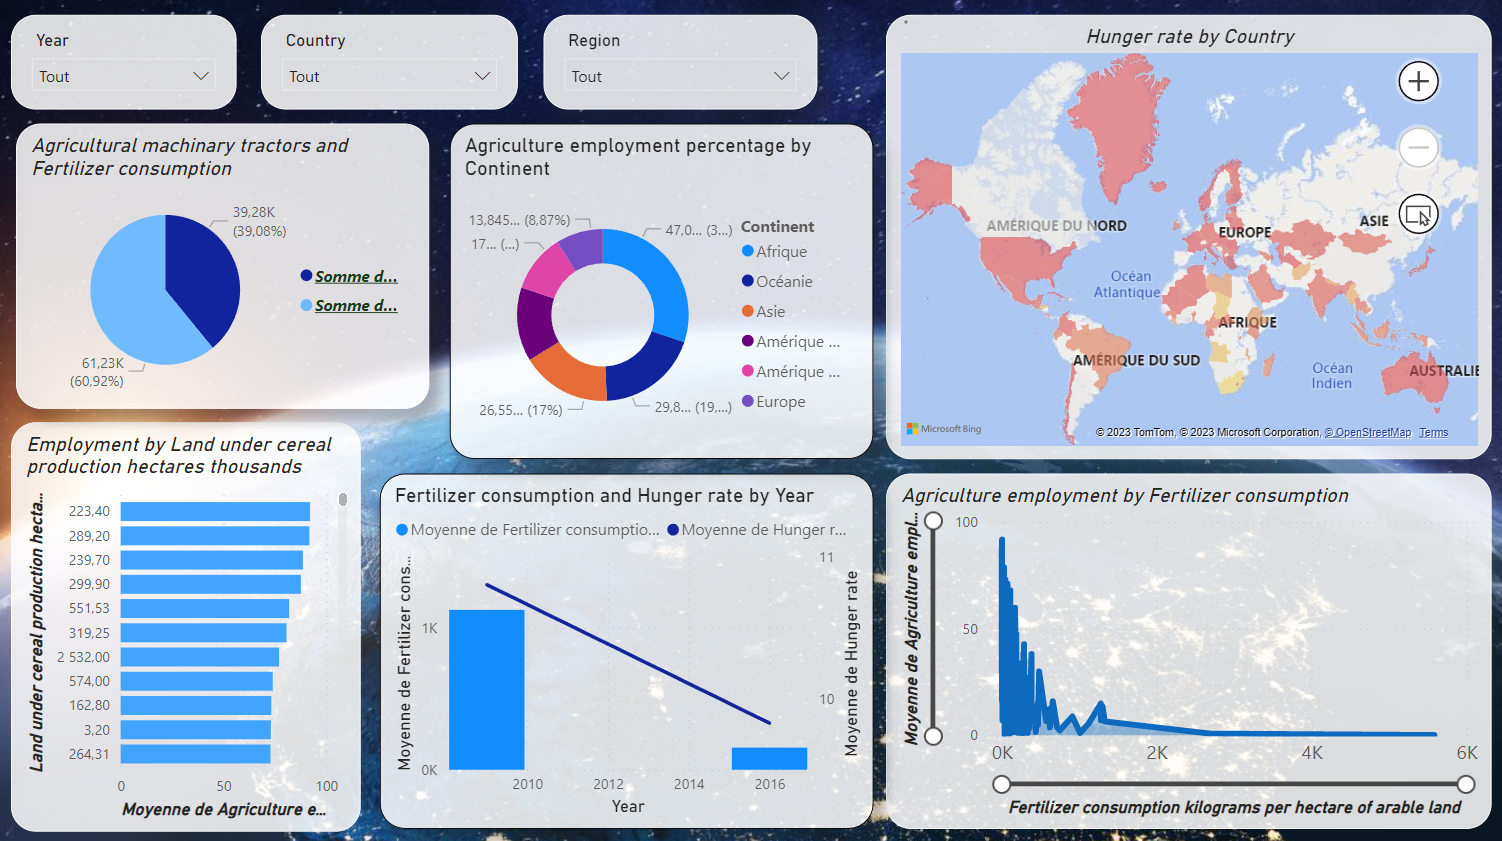 Year
Tout
Country
Tout
Region
Tout
Agricultural machinary tractors and
Fertilizer consumption
39,28K
(39,08%)
61,23K
(60,92%)
Somme d...
Somme d...
Agriculture employment percentage by
Continent
13,845... (8,87%)
17... (...)
47,0... (3...)
26,55... (17%)
29,8... (19,...)
Continent
Afrique
Océanie
Asie
Amérique ...
Amérique ...
Europe
Hunger rate by Country
AMÉRIQUE DU NORD
EUROPE
ASIE
Océan
Atlantique
AFRIQUE
AMÉRIQUE DU SUD
Océan
Indien
AUSTRALIE
Microsoft Bing
© 2023 TomTom, © 2023 Microsoft Corporation, © OpenStreetMap Terms
Employment by Land under cereal
production hectares thousands
Land under cereal production hecta...
223,40
289,20
239,70
299,90
551,53
319,25
2 532,00
574,00
162,80
3,20
264,31
0
50
100
Moyenne de Agriculture e...
Fertilizer consumption and Hunger rate by Year
Moyenne de Fertilizer consumptio...
Moyenne de Hunger r...
Moyenne de Fertilizer cons...
1K
0K
11
10
Moyenne de Hunger rate
2010
2012
2014
2016
Year
Agriculture employment by Fertilizer consumption
Moyenne de Agriculture empl...
100
50
0
0K
2K
4K
6K
Fertilizer consumption kilograms per hectare of arable land